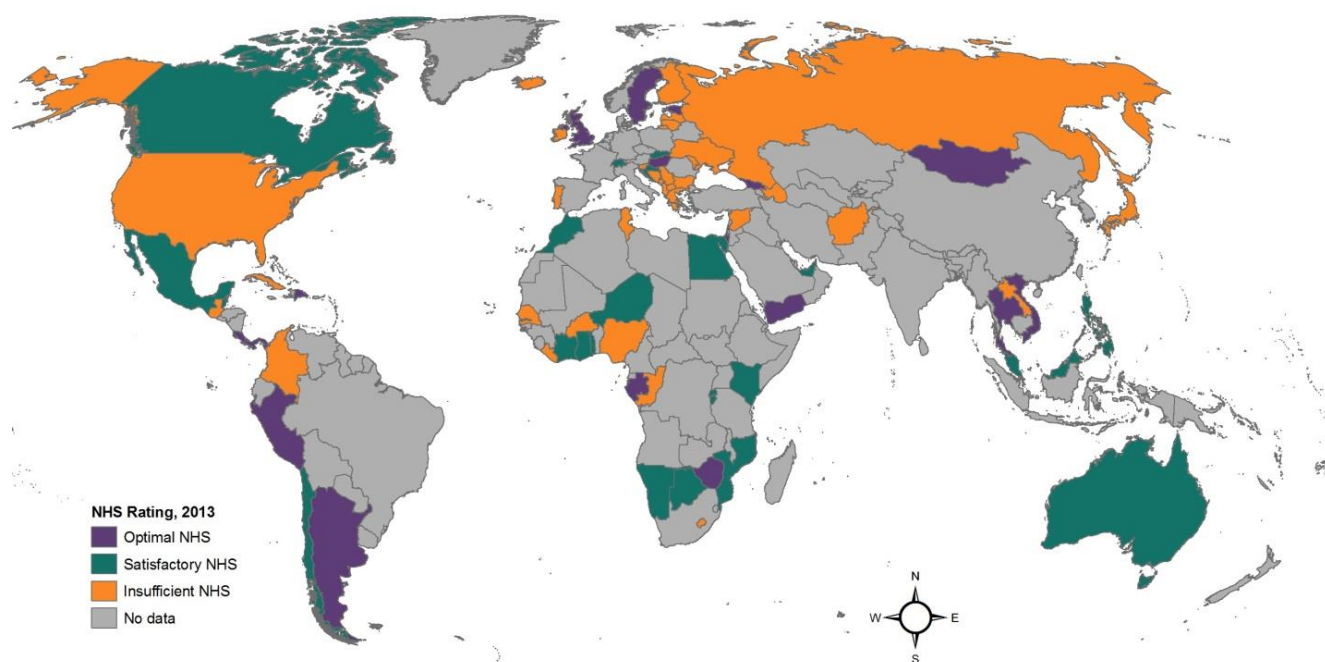 NHS Rating, 2013
Optimal NHS
Satisfactory NHS
Insufficient NHS
No data
N
W
E
S